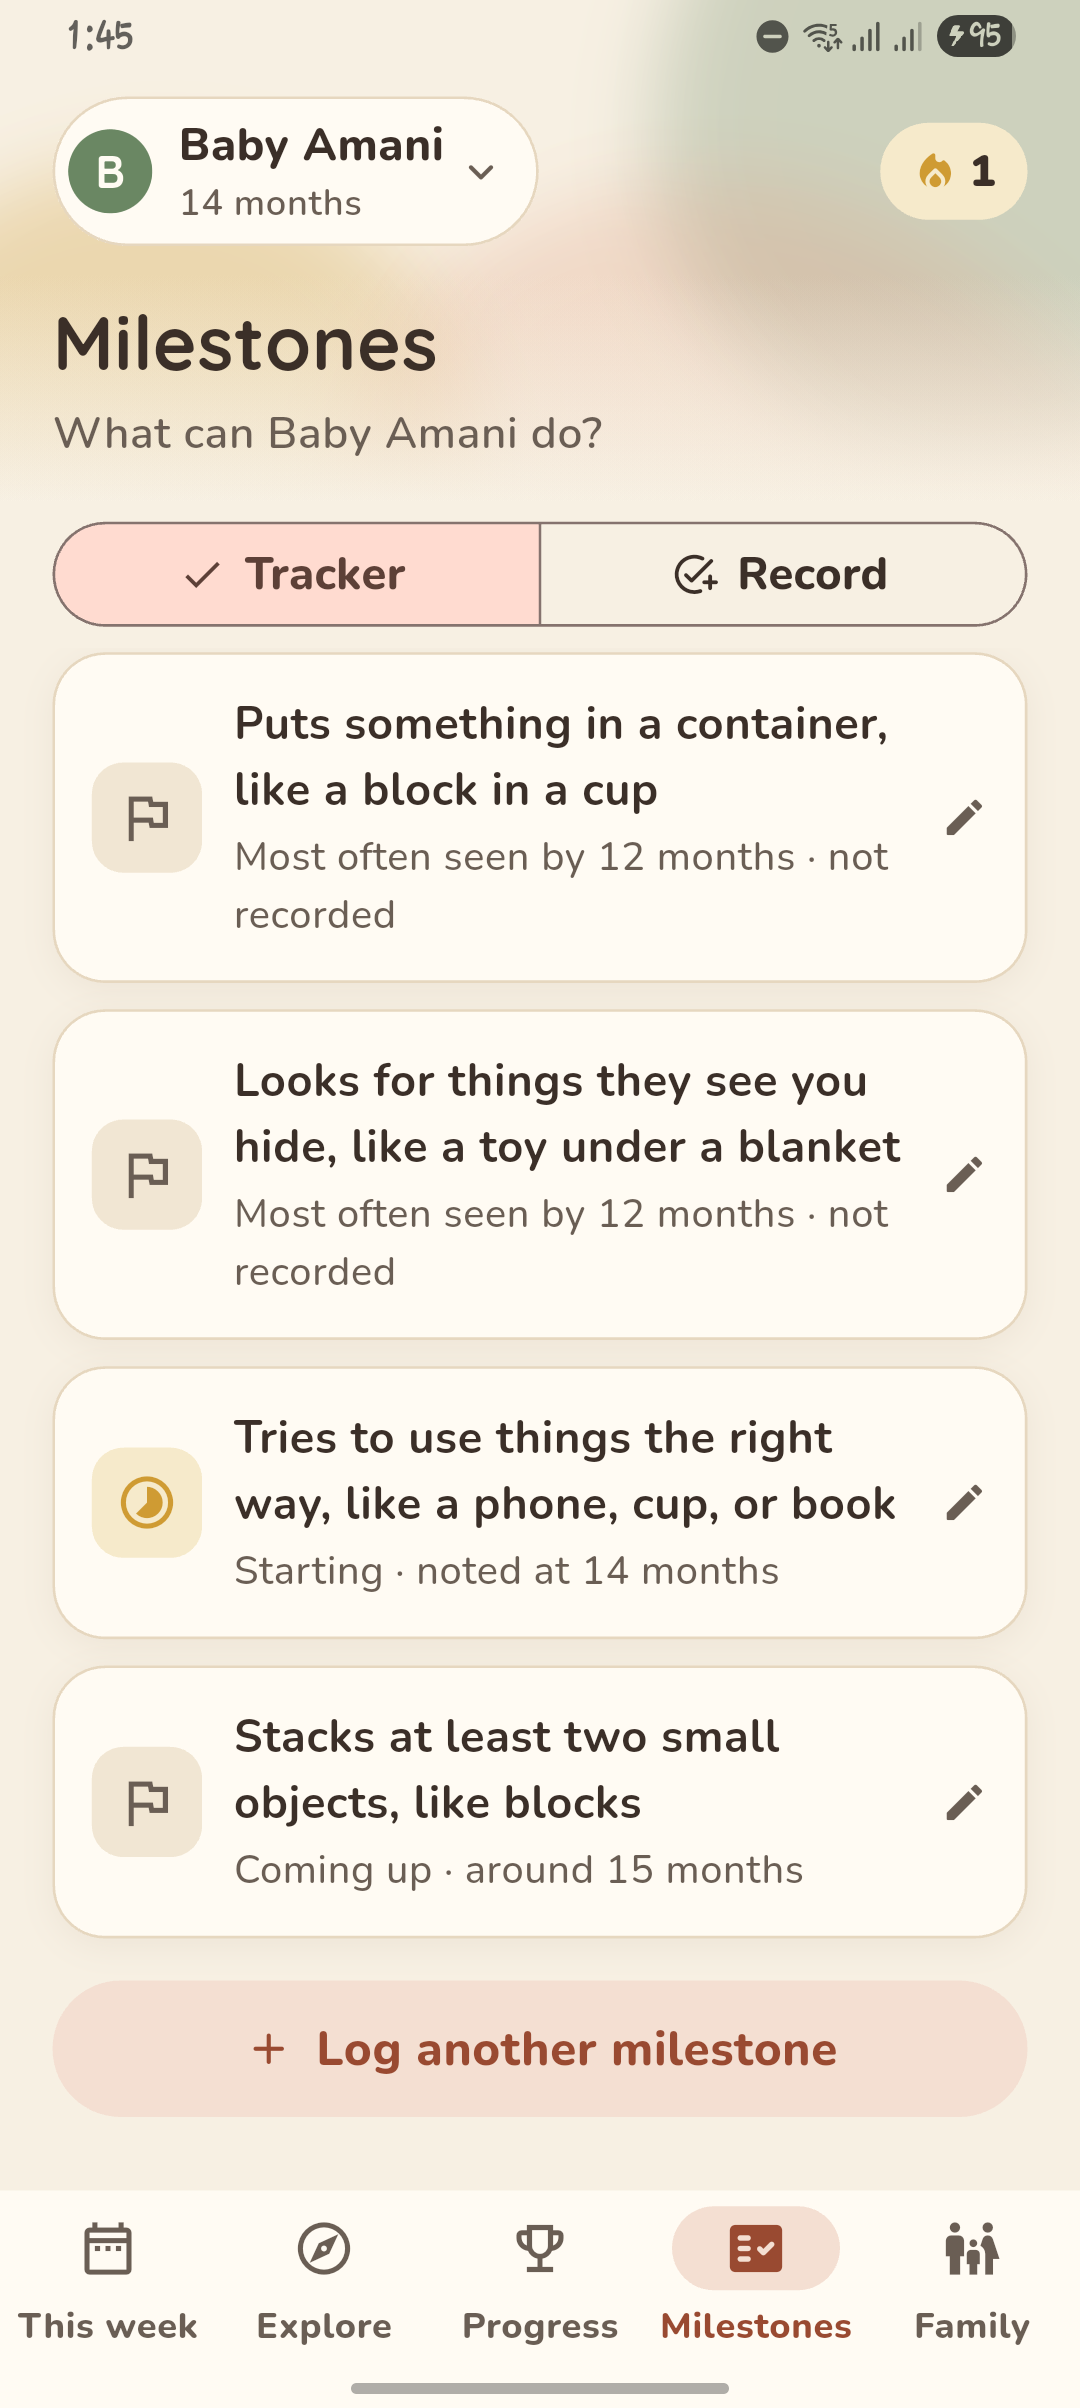 1:45
5
95
B
Baby Amani
14 months
1
Milestones
What can Baby Amani do?
Tracker
Record
Puts something in a container,
like a block in a cup
Most often seen by 12 months · not
recorded
Looks for things they see you
hide, like a toy under a blanket
Most often seen by 12 months · not
recorded
Tries to use things the right
way, like a phone, cup, or book
Starting · noted at 14 months
Stacks at least two small
objects, like blocks
Coming up · around 15 months
+ Log another milestone
This week
Explore
Progress
Milestones
Family